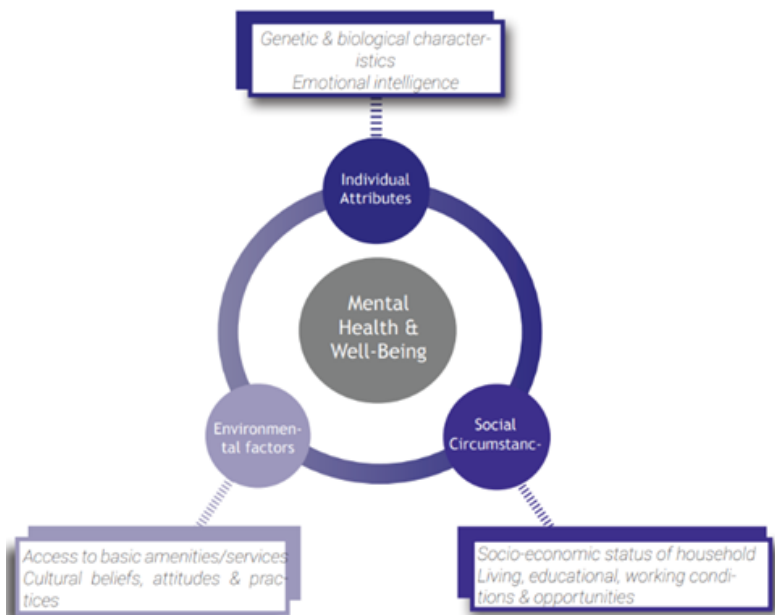 Genetic & biological character-
istics
Emotional intelligence
Individual
Attributes
Mental
Health &
Well-Being
Environmen-
tal factors
Social
Circumstanc-
Access to basic amenities/services
Cultural beliefs, attitudes & prac-
tices
Socio-economic status of household
Living, educational, working condi-
tions & opportunities